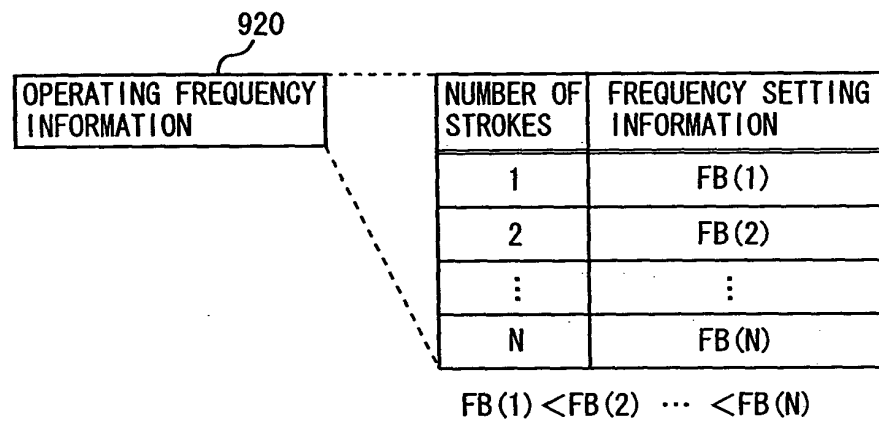 920
OPERATING FREQUENCY
INFORMATION
NUMBER OF
STROKES
FREQUENCY SETTING
INFORMATION
1 FB(1)
2 FB(2)
⋮ ⋮
N FB(N)
FB(1)<FB(2) ··· <FB(N)